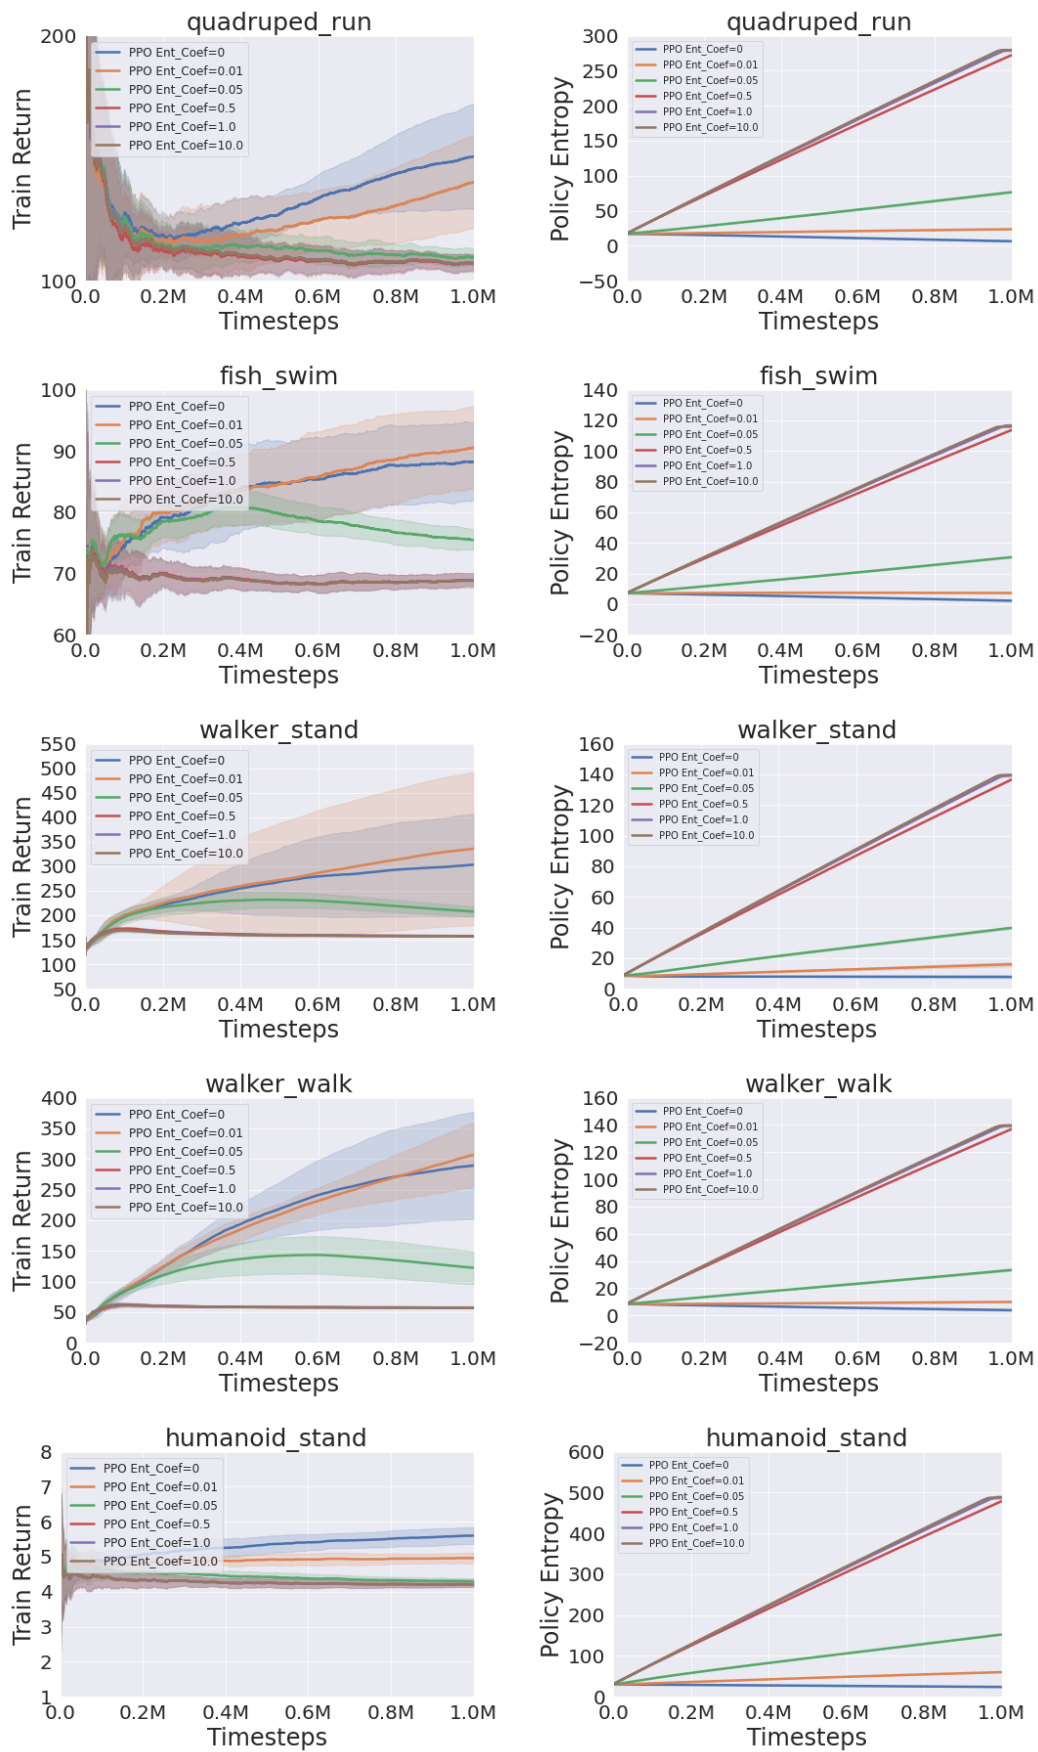 quadruped_run
200
100
Train Return
PPO Ent_Coef=0
PPO Ent_Coef=0.01
PPO Ent_Coef=0.05
PPO Ent_Coef=0.5
PPO Ent_Coef=1.0
PPO Ent_Coef=10.0
0.0 0.2M 0.4M 0.6M 0.8M 1.0M
Timesteps
quadruped_run
300
250
200
150
100
50
0
−50
Policy Entropy
PPO Ent_Coef=0
PPO Ent_Coef=0.01
PPO Ent_Coef=0.05
PPO Ent_Coef=0.5
PPO Ent_Coef=1.0
PPO Ent_Coef=10.0
0.0 0.2M 0.4M 0.6M 0.8M 1.0M
Timesteps
fish_swim
100
90
80
70
60
Train Return
PPO Ent_Coef=0
PPO Ent_Coef=0.01
PPO Ent_Coef=0.05
PPO Ent_Coef=0.5
PPO Ent_Coef=1.0
PPO Ent_Coef=10.0
0.0 0.2M 0.4M 0.6M 0.8M 1.0M
Timesteps
fish_swim
140
120
100
80
60
40
20
0
−20
Policy Entropy
PPO Ent_Coef=0
PPO Ent_Coef=0.01
PPO Ent_Coef=0.05
PPO Ent_Coef=0.5
PPO Ent_Coef=1.0
PPO Ent_Coef=10.0
0.0 0.2M 0.4M 0.6M 0.8M 1.0M
Timesteps
walker_stand
550
500
450
400
350
300
250
200
150
100
50
Train Return
PPO Ent_Coef=0
PPO Ent_Coef=0.01
PPO Ent_Coef=0.05
PPO Ent_Coef=0.5
PPO Ent_Coef=1.0
PPO Ent_Coef=10.0
0.0 0.2M 0.4M 0.6M 0.8M 1.0M
Timesteps
walker_stand
160
140
120
100
80
60
40
20
0
Policy Entropy
PPO Ent_Coef=0
PPO Ent_Coef=0.01
PPO Ent_Coef=0.05
PPO Ent_Coef=0.5
PPO Ent_Coef=1.0
PPO Ent_Coef=10.0
0.0 0.2M 0.4M 0.6M 0.8M 1.0M
Timesteps
walker_walk
400
350
300
250
200
150
100
50
0
Train Return
PPO Ent_Coef=0
PPO Ent_Coef=0.01
PPO Ent_Coef=0.05
PPO Ent_Coef=0.5
PPO Ent_Coef=1.0
PPO Ent_Coef=10.0
0.0 0.2M 0.4M 0.6M 0.8M 1.0M
Timesteps
walker_walk
160
140
120
100
80
60
40
20
0
−20
Policy Entropy
PPO Ent_Coef=0
PPO Ent_Coef=0.01
PPO Ent_Coef=0.05
PPO Ent_Coef=0.5
PPO Ent_Coef=1.0
PPO Ent_Coef=10.0
0.0 0.2M 0.4M 0.6M 0.8M 1.0M
Timesteps
humanoid_stand
8
7
6
5
4
3
2
1
Train Return
PPO Ent_Coef=0
PPO Ent_Coef=0.01
PPO Ent_Coef=0.05
PPO Ent_Coef=0.5
PPO Ent_Coef=1.0
PPO Ent_Coef=10.0
0.0 0.2M 0.4M 0.6M 0.8M 1.0M
Timesteps
humanoid_stand
600
500
400
300
200
100
0
Policy Entropy
PPO Ent_Coef=0
PPO Ent_Coef=0.01
PPO Ent_Coef=0.05
PPO Ent_Coef=0.5
PPO Ent_Coef=1.0
PPO Ent_Coef=10.0
0.0 0.2M 0.4M 0.6M 0.8M 1.0M
Timesteps